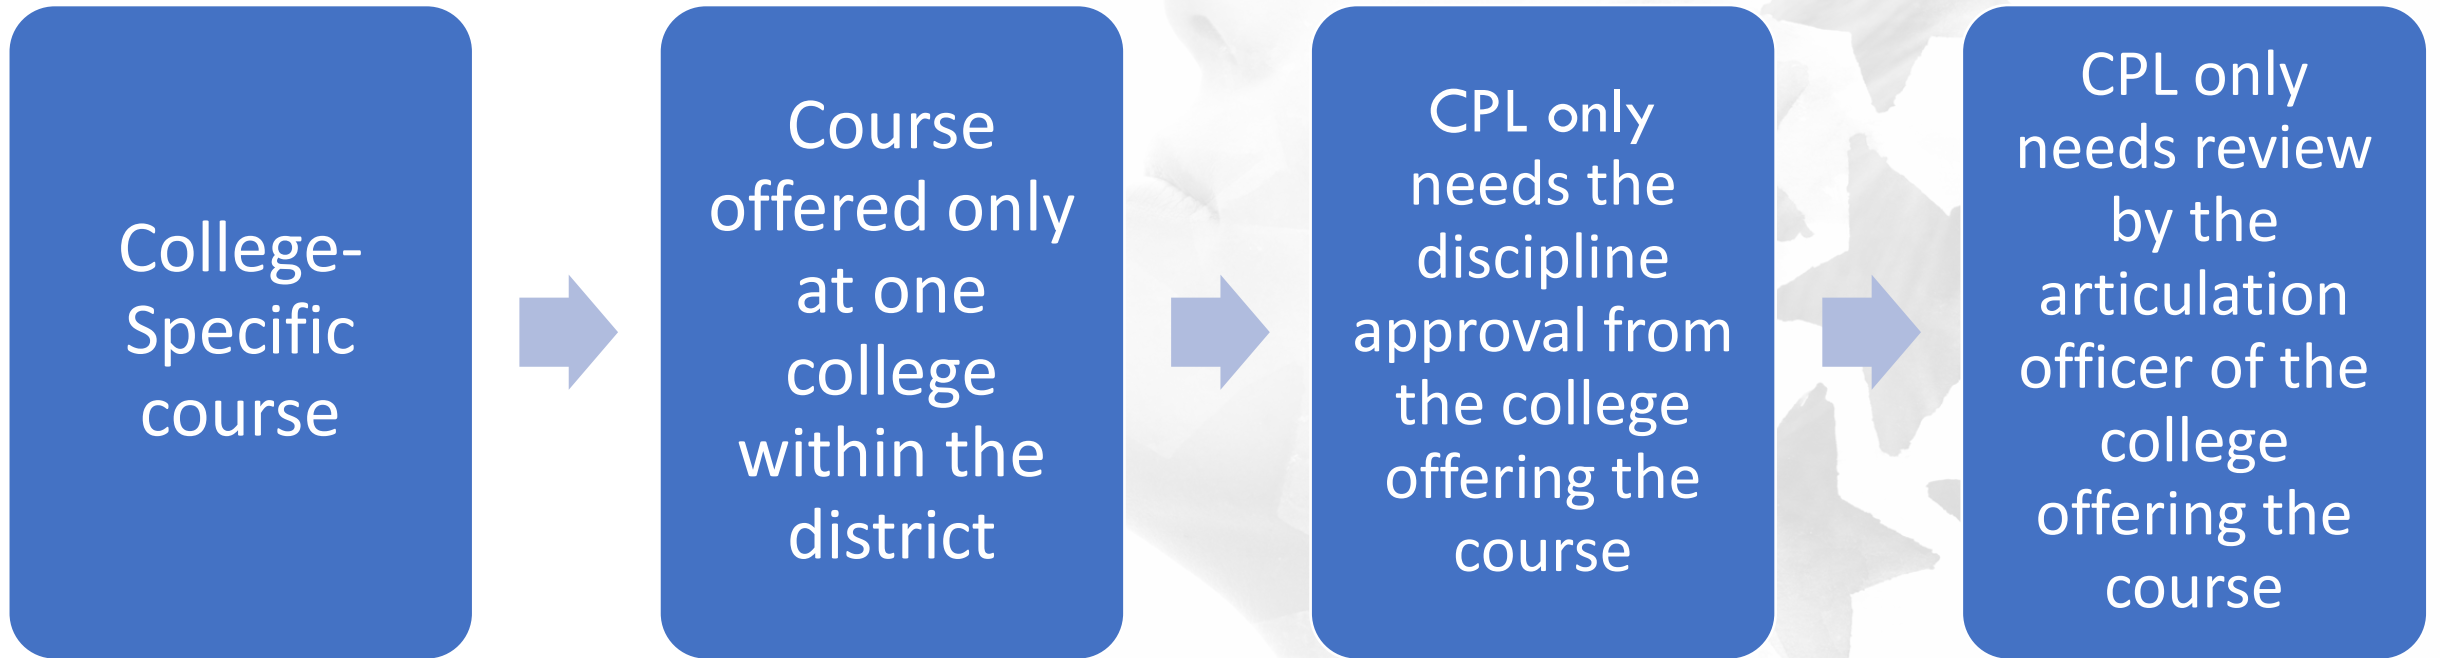 College-
Specific
course
Course
offered only
at one
college
within the
district
CPL only
needs the
discipline
approval from
the college
offering the
course
CPL only
needs review
by the
articulation
officer of the
college
offering the
course